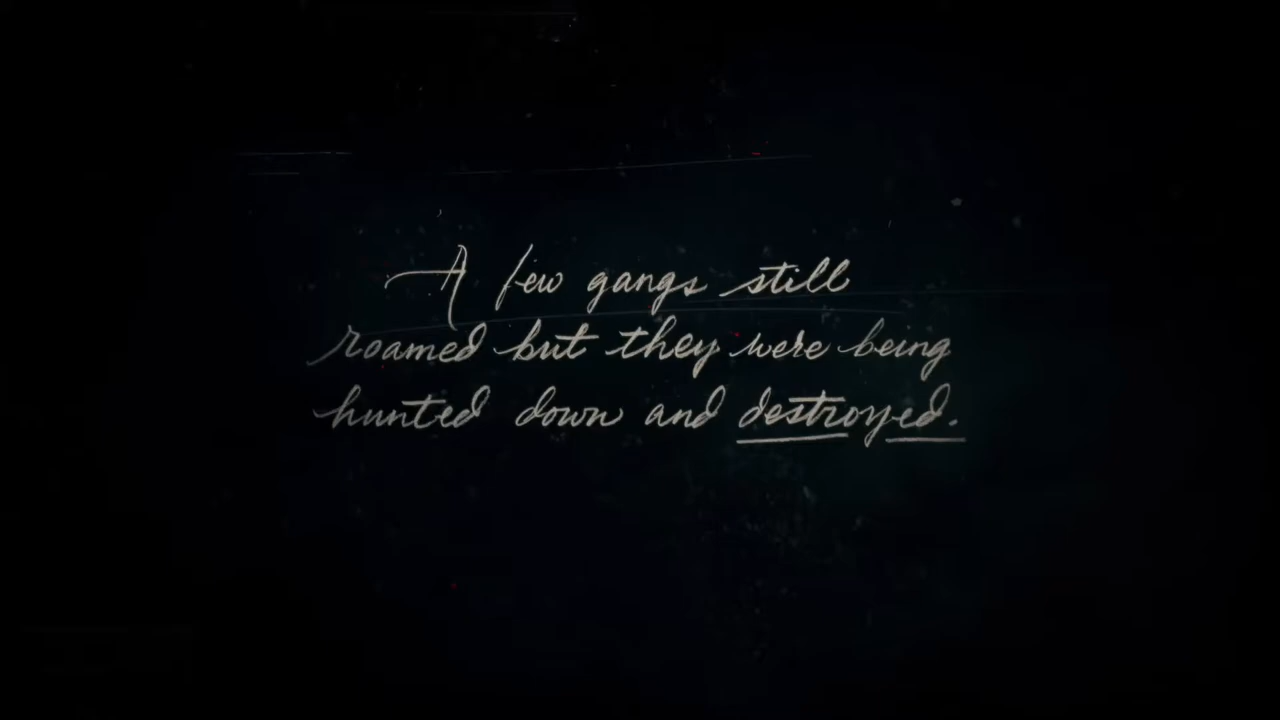 A few gangs still
roamed but they were being
hunted down and destroyed.